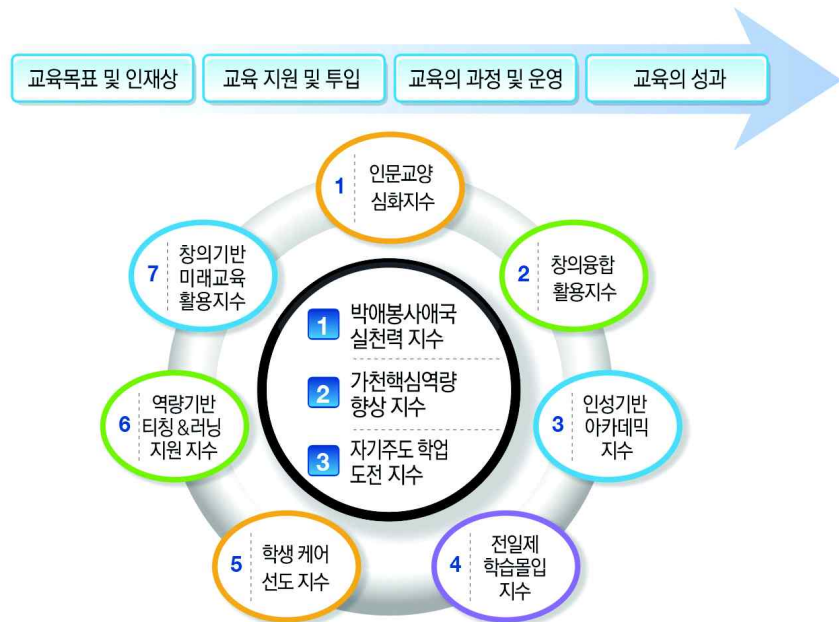 교육목표 및 인재상
교육 지원 및 투입
교육의 과정 및 운영
교육의 성과
1
인문교양
심화지수
2
창의융합
활용지수
3
인성기반
아카데믹
지수
4
전일제
학습몰입
지수
5
학생 케어
선도 지수
6
역량기반
티칭&러닝
지원 지수
7
창의기반
미래교육
활용지수
1
박애봉사애국
실천력 지수
2
가천핵심역량
향상 지수
3
자기주도 학업
도전 지수